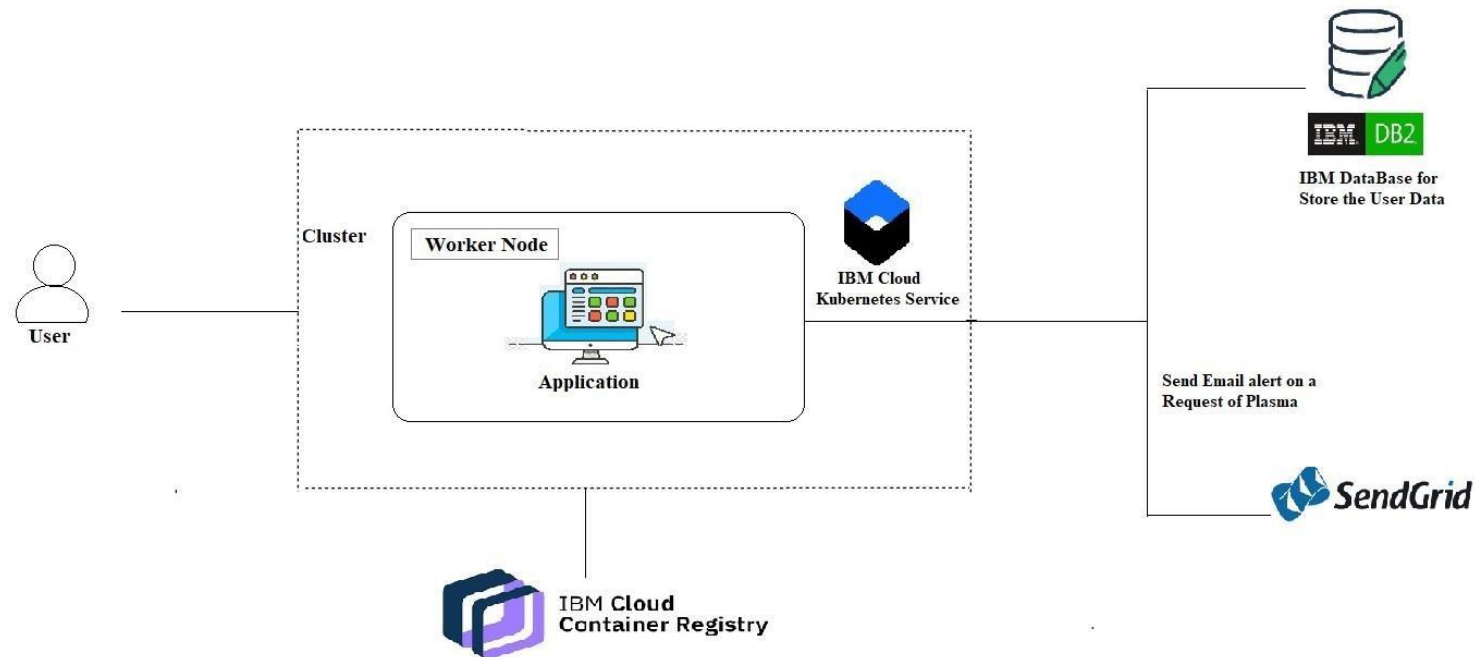 IBM DB2
IBM DataBase for
Store the User Data
Cluster
Worker Node
IBM Cloud
Kubernetes Service
User
Application
Send Email alert on a
Request of Plasma
SendGrid
IBM Cloud
Container Registry